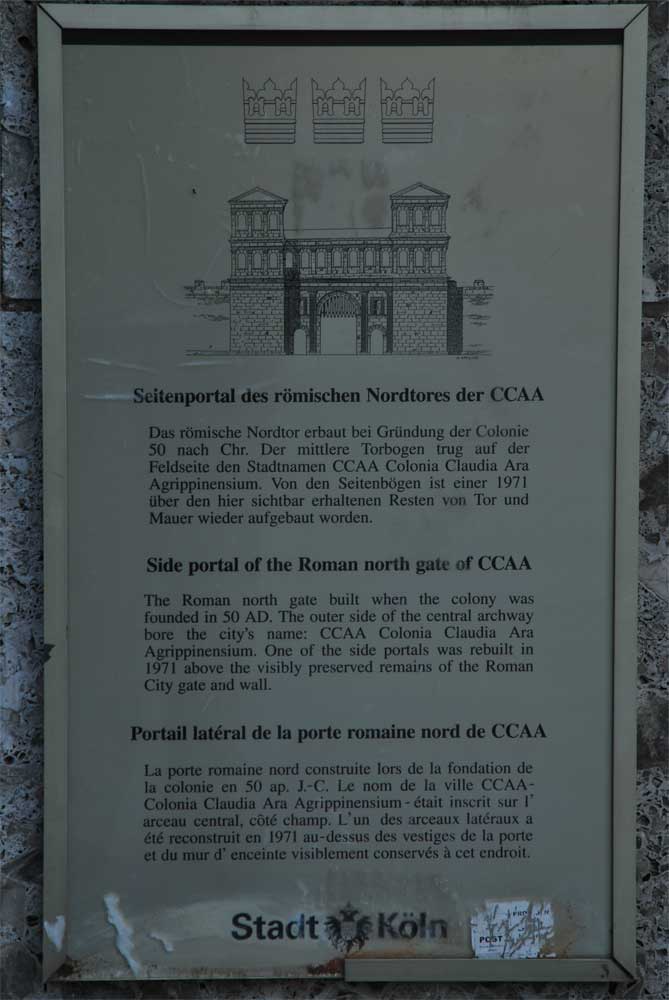 Seitenportal des römischen Nordtores der CCAA
Das römische Nordtor erbaut bei Gründung der Colonie
50 nach Chr. Der mittlere Torbogen trug auf der
Feldseite den Stadtnamen CCAA Colonia Claudia Ara
Agrippinensium. Von den Seitenbögen ist einer 1971
über den hier sichtbar erhaltenen Resten von Tor und
Mauer wieder aufgebaut worden.
Side portal of the Roman north gate of CCAA
The Roman north gate built when the colony was
founded in 50 AD. The outer side of the central archway
bore the city's name: CCAA Colonia Claudia Ara
Agrippinensium. One of the side portals was rebuilt in
1971 above the visibly preserved remains of the Roman
City gate and wall.
Portail latéral de la porte romaine nord de CCAA
La porte romaine nord construite lors de la fondation de
la colonie en 50 ap. J.-C. Le nom de la ville CCAA-
Colonia Claudia Ara Agrippinensium - était inscrit sur l'
arceau central, côté champ. L'un des arceaux latéraux a
été reconstruit en 1971 au-dessus des vestiges de la porte
et du mur d' enceinte visiblement conservés à cet endroit.
Stadt Köln
POST